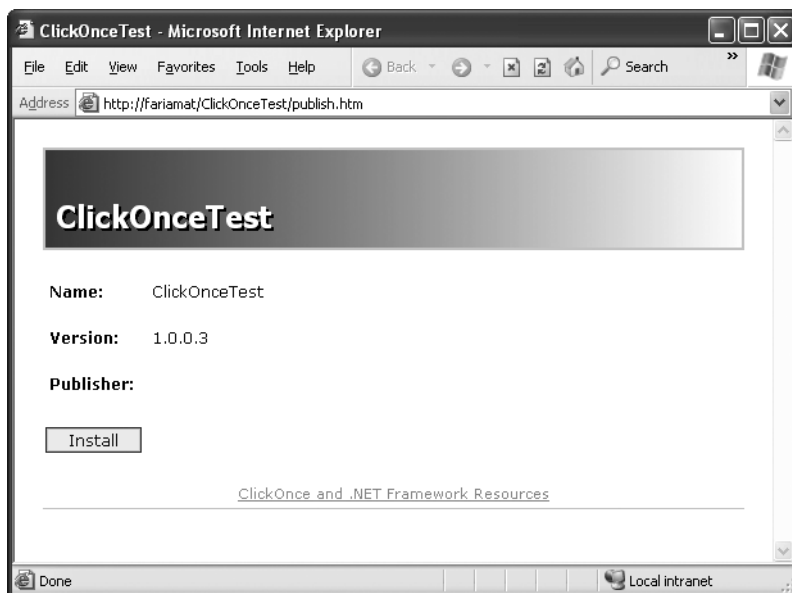 ClickOnceTest - Microsoft Internet Explorer
File Edit View Favorites Tools Help Back Search »
Address http://fariamat/ClickOnceTest/publish.htm
ClickOnceTest
Name: ClickOnceTest
Version: 1.0.0.3
Publisher:
Install
ClickOnce and .NET Framework Resources
Done Local intranet